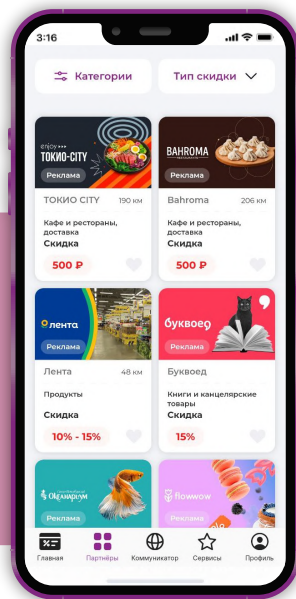 3:16
Категории
Тип скидки
enjoy
ТОКИО-CITY
Реклама
BAHROMA
Реклама
ТОКИО CITY 190 км
Bahroma 206 км
Кафе и рестораны,
доставка
Скидка
500 ₽
Кафе и рестораны,
доставка
Скидка
500 ₽
лента
Реклама
буквоед
Реклама
Лента 48 км
Буквоед
Продукты
Скидка
10% - 15%
Книги и канцелярские
товары
Скидка
15%
Океанариум
Реклама
flowwow
Реклама
Главная
Партнёры
Коммуникатор
Сервисы
Профиль